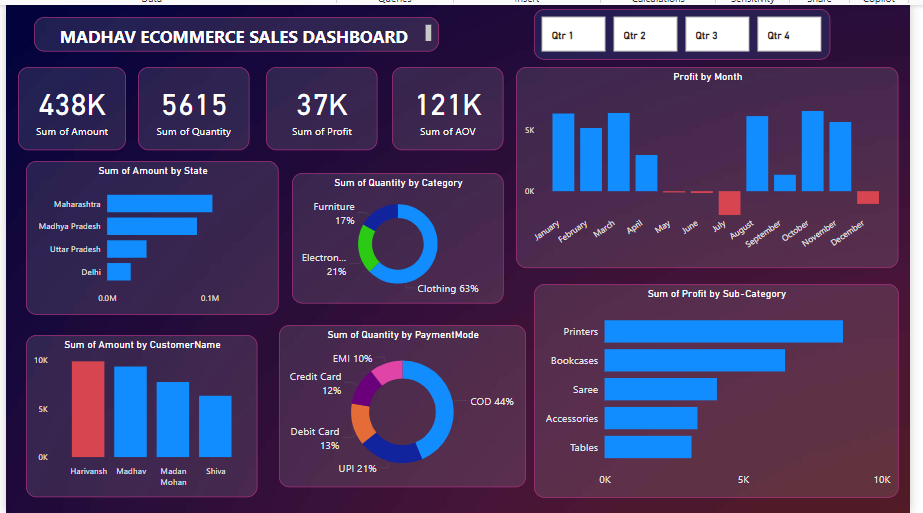 Data Queries Insert Calculations Sensitivity Share Copilot
MADHAV ECOMMERCE SALES DASHBOARD
Qtr 1
Qtr 2
Qtr 3
Qtr 4
438K
Sum of Amount
5615
Sum of Quantity
37K
Sum of Profit
121K
Sum of AOV
Profit by Month
5K
0K
January
February
March
April
May
June
July
August
September
October
November
December
Sum of Amount by State
Maharashtra
Madhya Pradesh
Uttar Pradesh
Delhi
0.0M
0.1M
Sum of Quantity by Category
Furniture
17%
Electron...
21%
Clothing 63%
Sum of Profit by Sub-Category
Printers
Bookcases
Saree
Accessories
Tables
0K
5K
10K
Sum of Amount by CustomerName
10K
5K
0K
Harivansh
Madhav
Madan
Mohan
Shiva
Sum of Quantity by PaymentMode
EMI 10%
Credit Card
12%
Debit Card
13%
UPI 21%
COD 44%